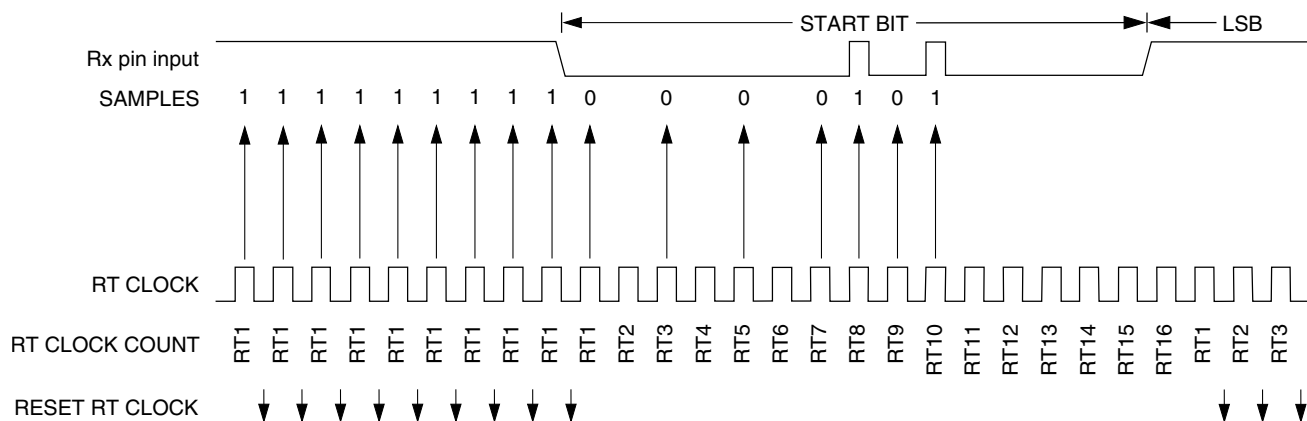 START BIT LSB
Rx pin input
SAMPLES 1 1 1 1 1 1 1 1 1 0 0 0 0 1 0 1
RT CLOCK
RT CLOCK COUNT RT1 RT1 RT1 RT1 RT1 RT1 RT1 RT1 RT1 RT1 RT2 RT3 RT4 RT5 RT6 RT7 RT8 RT9 RT10 RT11 RT12 RT13 RT14 RT15 RT16 RT1 RT2 RT3
RESET RT CLOCK